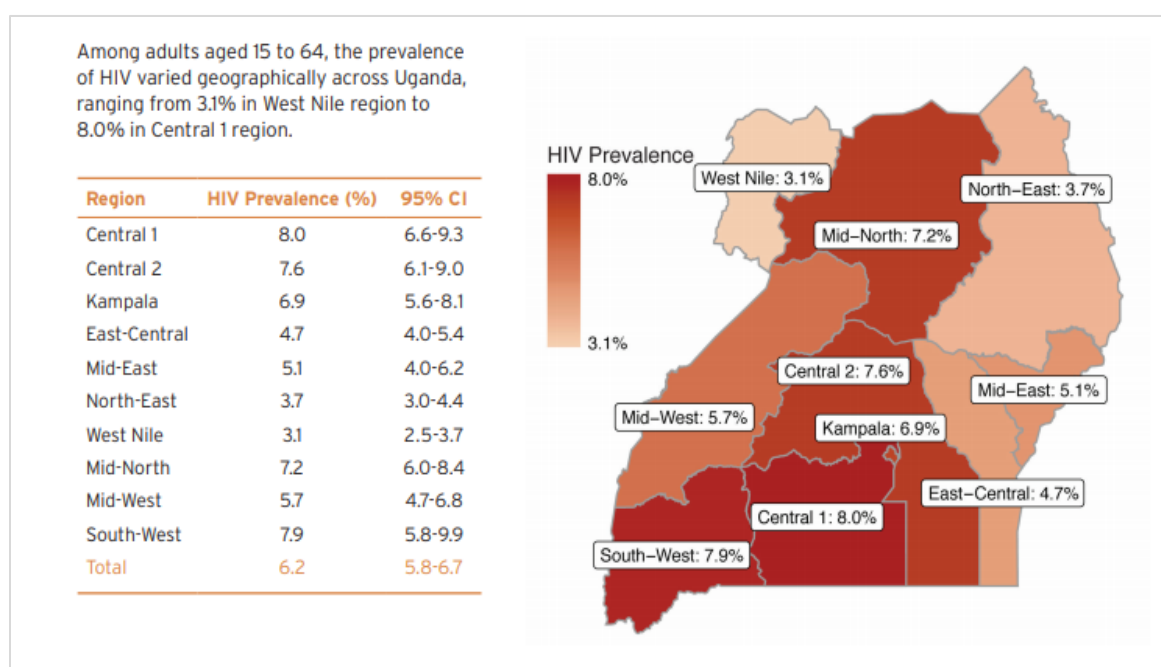 Among adults aged 15 to 64, the prevalence
of HIV varied geographically across Uganda,
ranging from 3.1% in West Nile region to
8.0% in Central 1 region.
Region HIV Prevalence (%) 95% CI
Central 1 8.0 6.6-9.3
Central 2 7.6 6.1-9.0
Kampala 6.9 5.6-8.1
East-Central 4.7 4.0-5.4
Mid-East 5.1 4.0-6.2
North-East 3.7 3.0-4.4
West Nile 3.1 2.5-3.7
Mid-North 7.2 6.0-8.4
Mid-West 5.7 4.7-6.8
South-West 7.9 5.8-9.9
Total 6.2 5.8-6.7
HIV Prevalence
8.0%
3.1%
West Nile: 3.1%
North-East: 3.7%
Mid-North: 7.2%
Central 2: 7.6%
Mid-East: 5.1%
Mid-West: 5.7%
Kampala: 6.9%
East-Central: 4.7%
Central 1: 8.0%
South-West: 7.9%